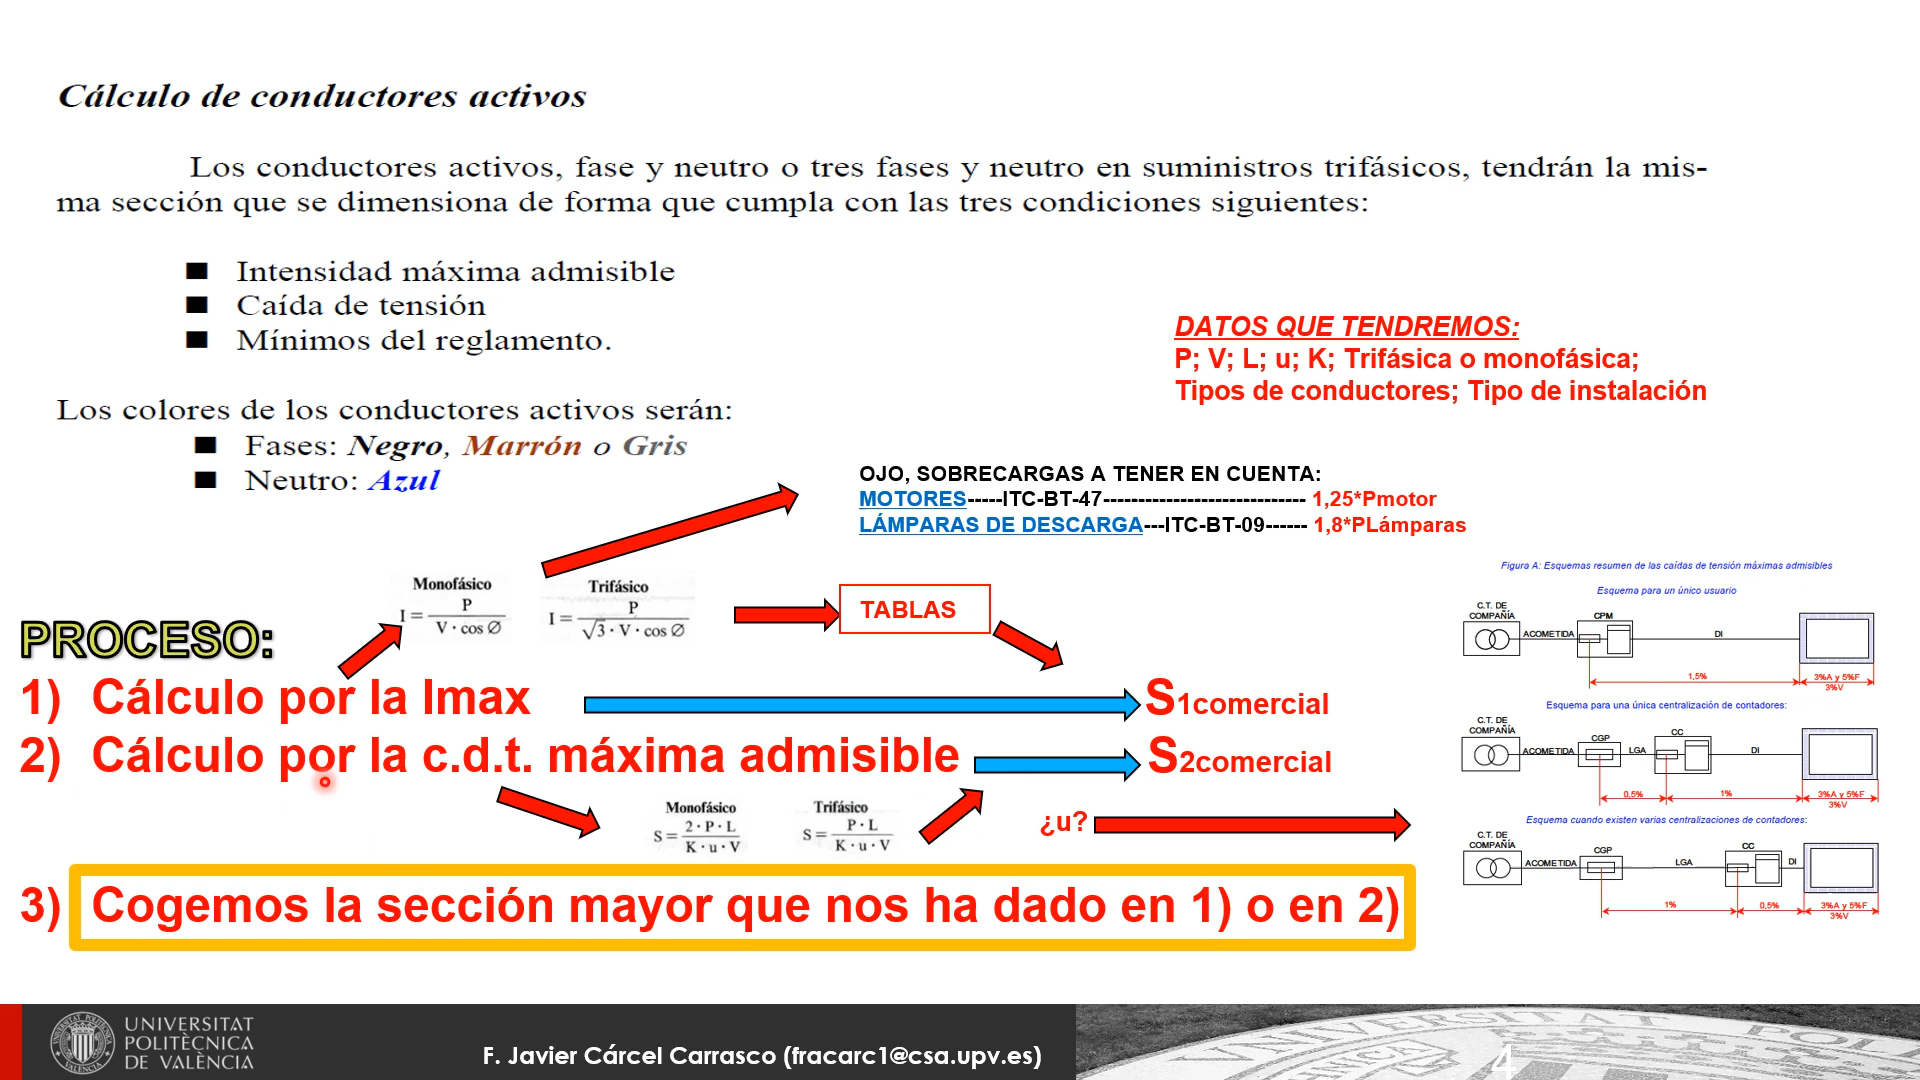 Cálculo de conductores activos
Los conductores activos, fase y neutro o tres fases y neutro en suministros trifásicos, tendrán la mis-
ma sección que se dimensiona de forma que cumpla con las tres condiciones siguientes:
Intensidad máxima admisible
Caída de tensión
Mínimos del reglamento.
DATOS QUE TENDREMOS:
P; V; L; u; K; Trifásica o monofásica;
Tipos de conductores; Tipo de instalación
Los colores de los conductores activos serán:
Fases: Negro, Marrón o Gris
Neutro: Azul
OJO, SOBRECARGAS A TENER EN CUENTA:
MOTORES-----ITC-BT-47----------------------------- 1,25*Pmotor
LÁMPARAS DE DESCARGA---ITC-BT-09------ 1,8*PLámparas
Monofásico
I = P / V · cos Ø
Trifásico
I = P / √3 · V · cos Ø
TABLAS
PROCESO:
1) Cálculo por la Imax
S1comercial
2) Cálculo por la c.d.t. máxima admisible
S2comercial
Monofásico
S = 2 · P · L / K · u · V
Trifásico
S = P · L / K · u · V
¿u?
3) Cogemos la sección mayor que nos ha dado en 1) o en 2)
Figura A: Esquemas resumen de las caídas de tensión máximas admisibles
Esquema para un único usuario
C.T. DE
COMPAÑÍA
ACOMETIDA
CPM
DI
1,5%
3%A y 5%F
3%V
Esquema para una única centralización de contadores:
C.T. DE
COMPAÑÍA
ACOMETIDA
CGP
LGA
CC
DI
0,5%
1%
3%A y 5%F
3%V
Esquema cuando existen varias centralizaciones de contadores:
C.T. DE
COMPAÑÍA
ACOMETIDA
CGP
LGA
CC
DI
1%
0,5%
3%A y 5%F
3%V
UNIVERSITAT
POLITÈCNICA
DE VALÈNCIA
F. Javier Cárcel Carrasco (fracarc1@csa.upv.es)
4